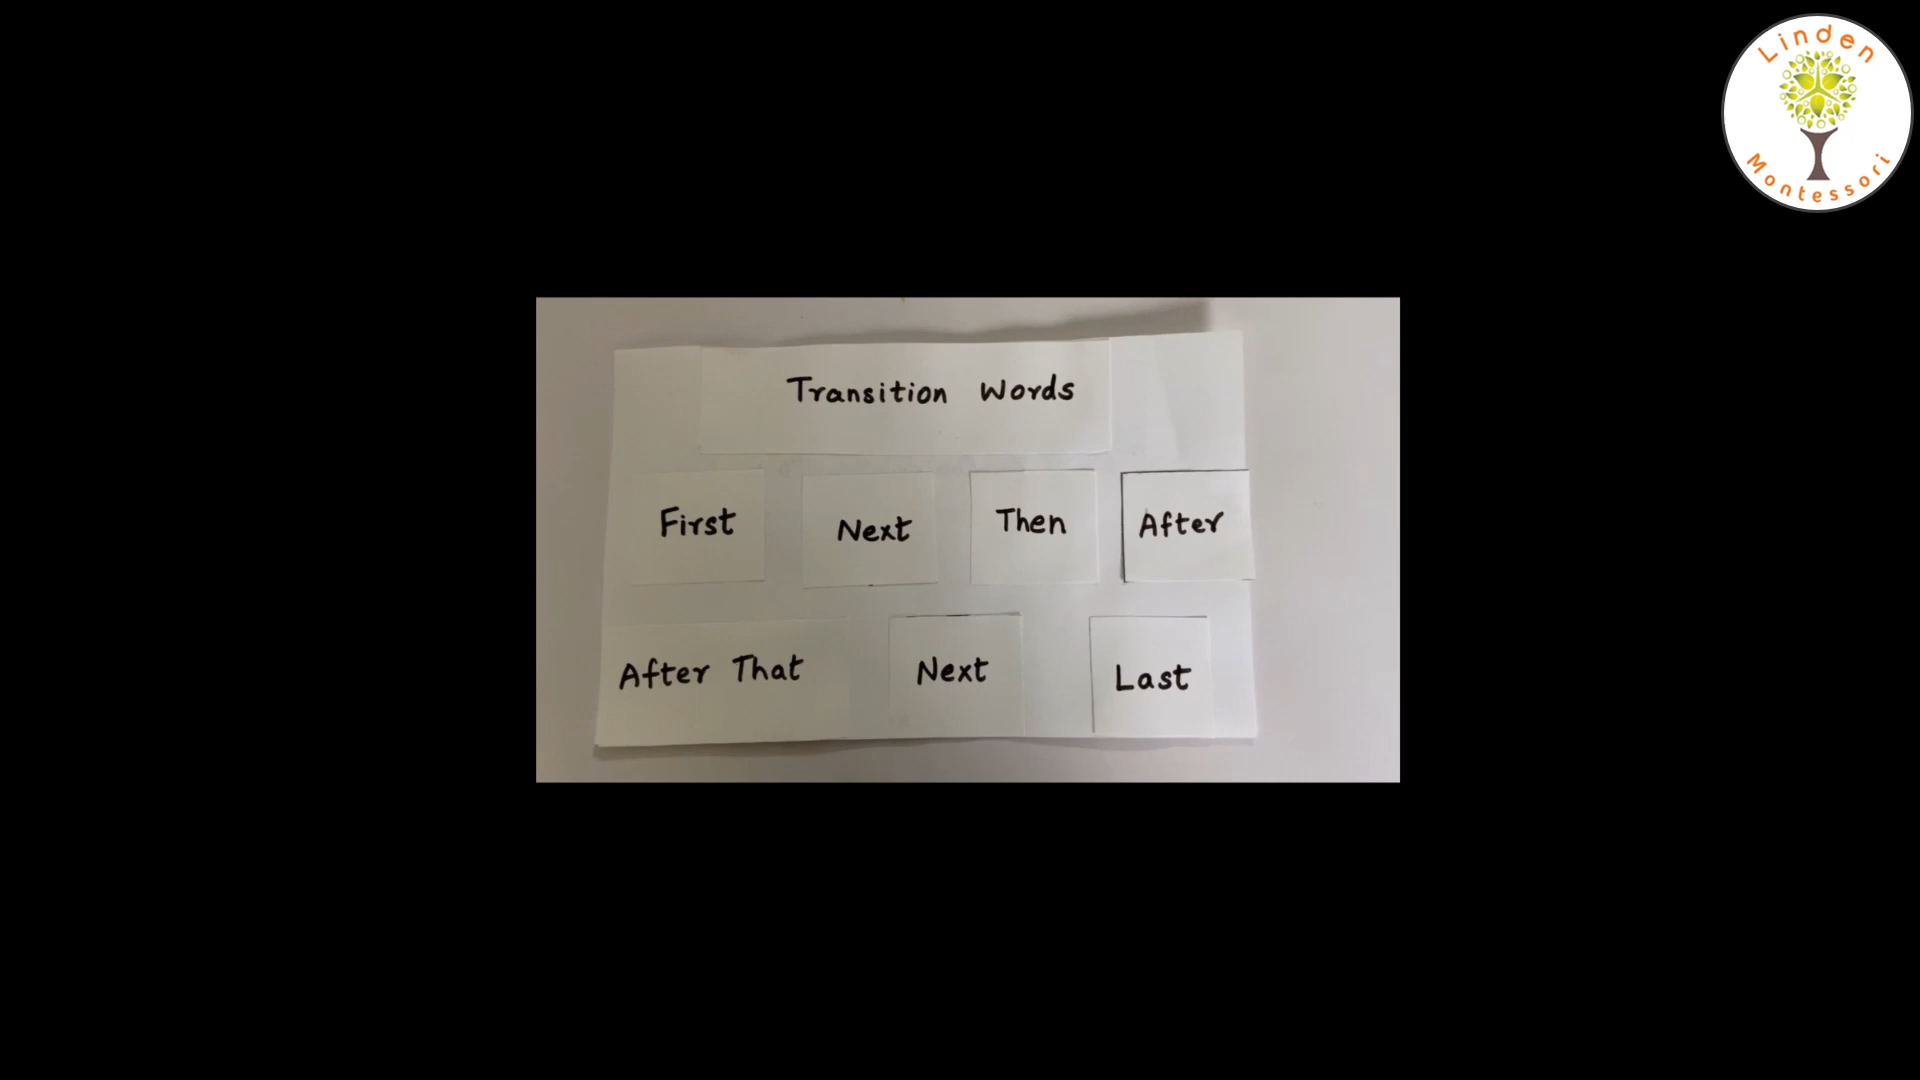 Linden
Montessori
Transition Words
First Next Then After
After That Next Last